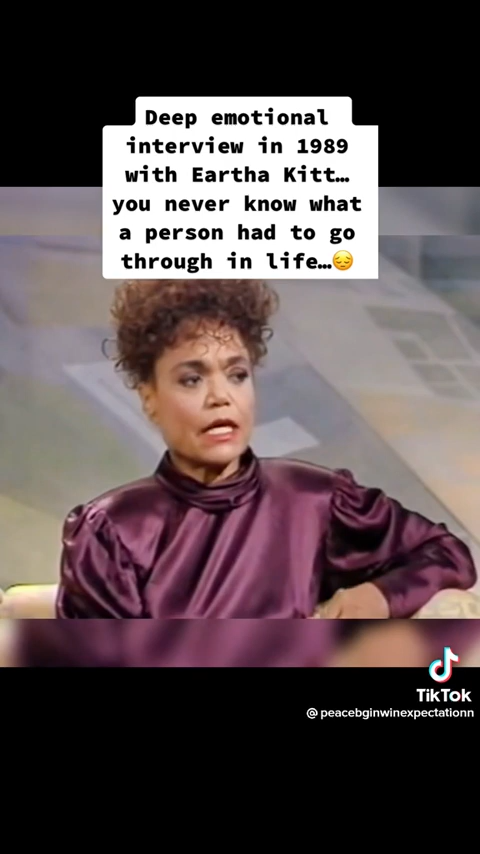 Deep emotional
interview in 1989
with Eartha Kitt…
you never know what
a person had to go
through in life…😔
TikTok
@ peacebginwinexpectationn